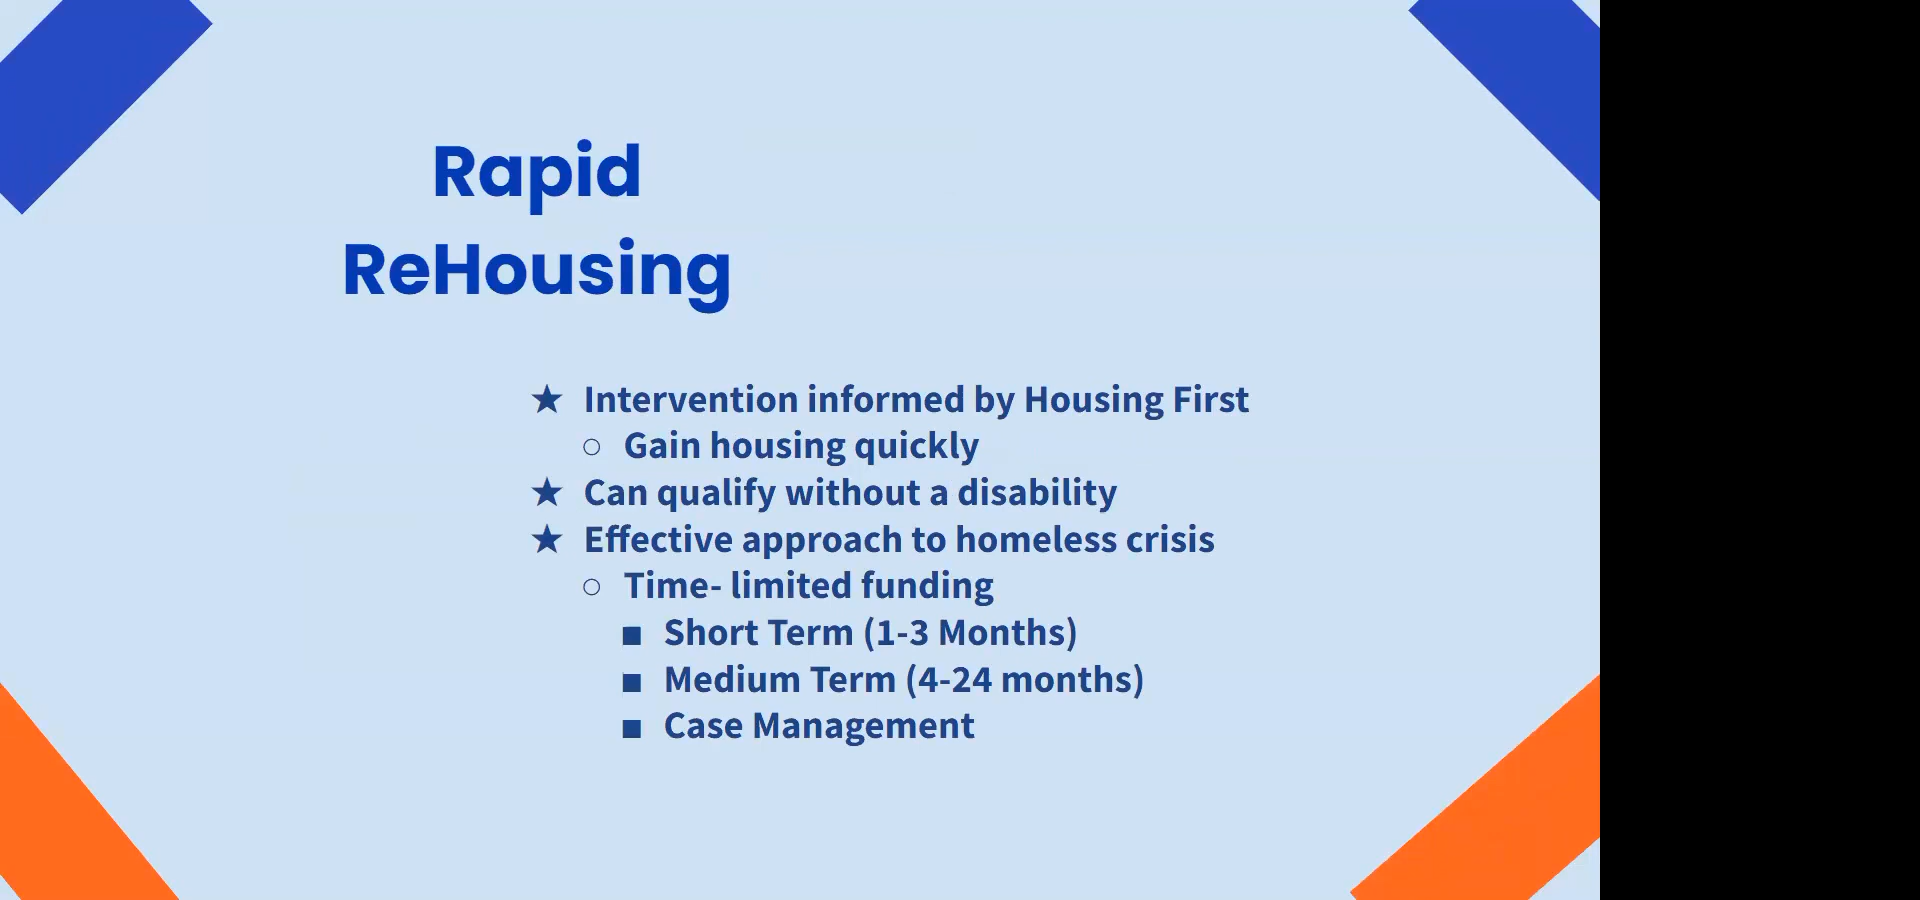 Rapid
ReHousing
★ Intervention informed by Housing First
○ Gain housing quickly
★ Can qualify without a disability
★ Effective approach to homeless crisis
○ Time- limited funding
■ Short Term (1-3 Months)
■ Medium Term (4-24 months)
■ Case Management